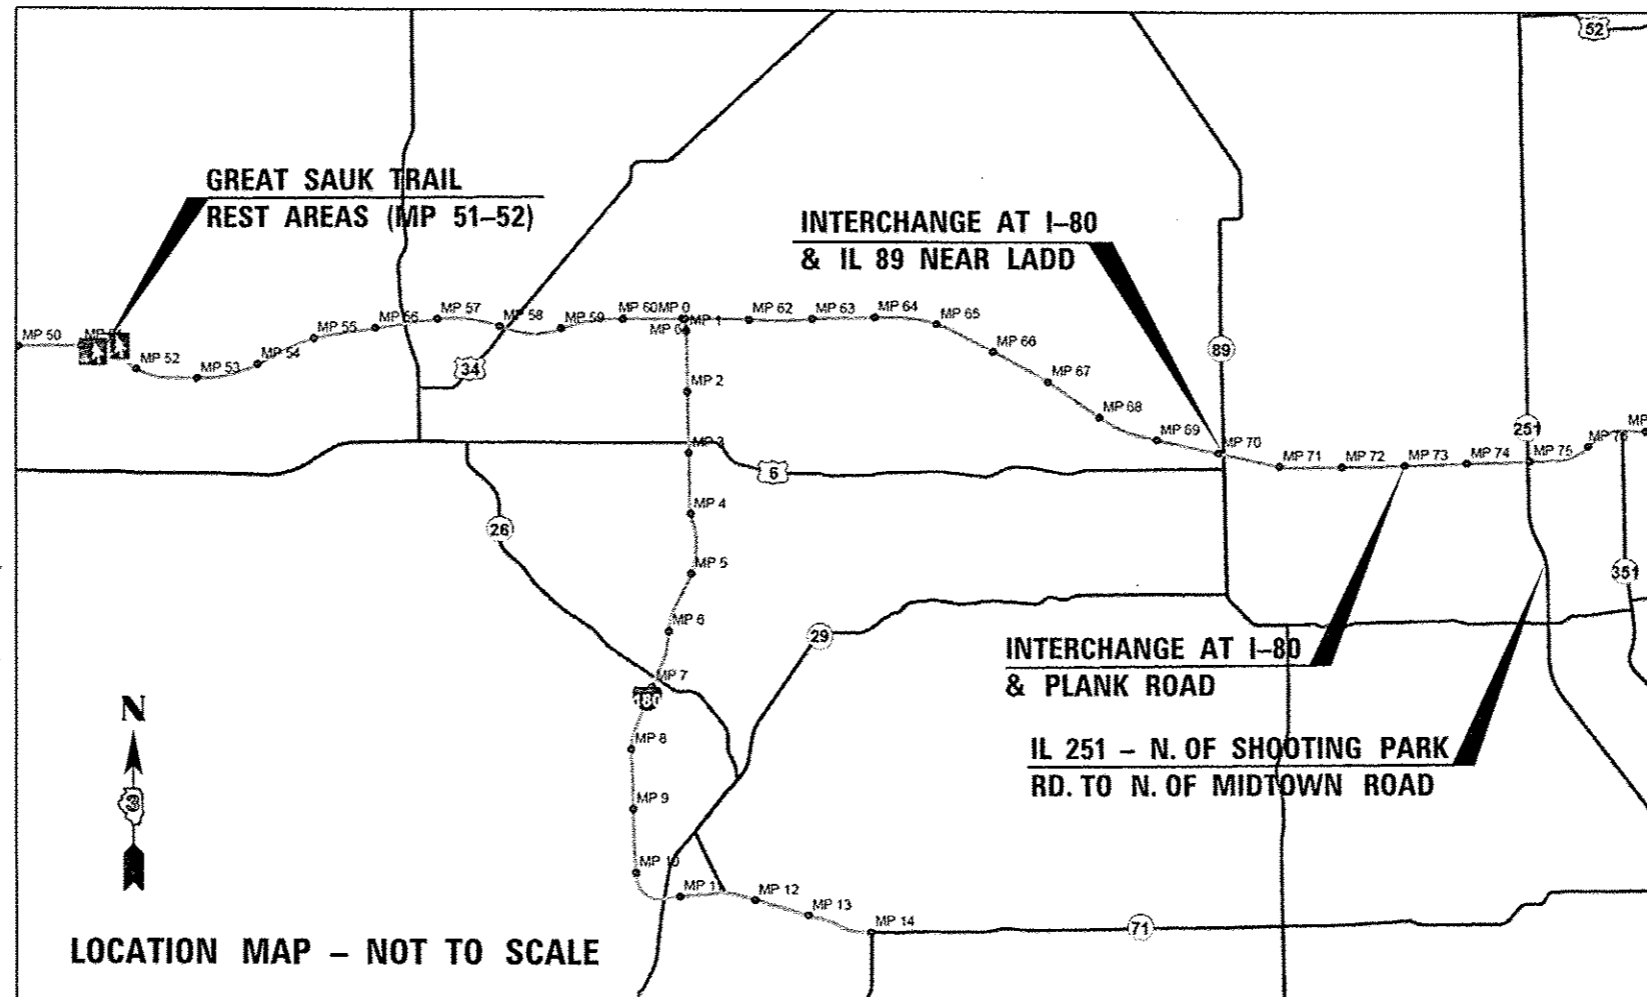 52
GREAT SAUK TRAIL
REST AREAS (MP 51–52)
INTERCHANGE AT I–80
& IL 89 NEAR LADD
MP 50
MP 52
MP 53
MP 54
MP 55
MP 56
MP 57
MP 58
MP 59
MP 60
MP 0
MP 1
MP 62
MP 63
MP 64
MP 65
MP 66
MP 67
MP 68
MP 69
MP 70
MP 71
MP 72
MP 73
MP 74
MP 75
MP 76
MP
34
89
251
MP 2
MP 3
6
MP 4
26
MP 5
351
MP 6
29
MP 7
180
INTERCHANGE AT I–80
& PLANK ROAD
N
3
MP 8
IL 251 – N. OF SHOOTING PARK
RD. TO N. OF MIDTOWN ROAD
MP 9
MP 10
MP 11
MP 12
MP 13
MP 14
71
LOCATION MAP – NOT TO SCALE